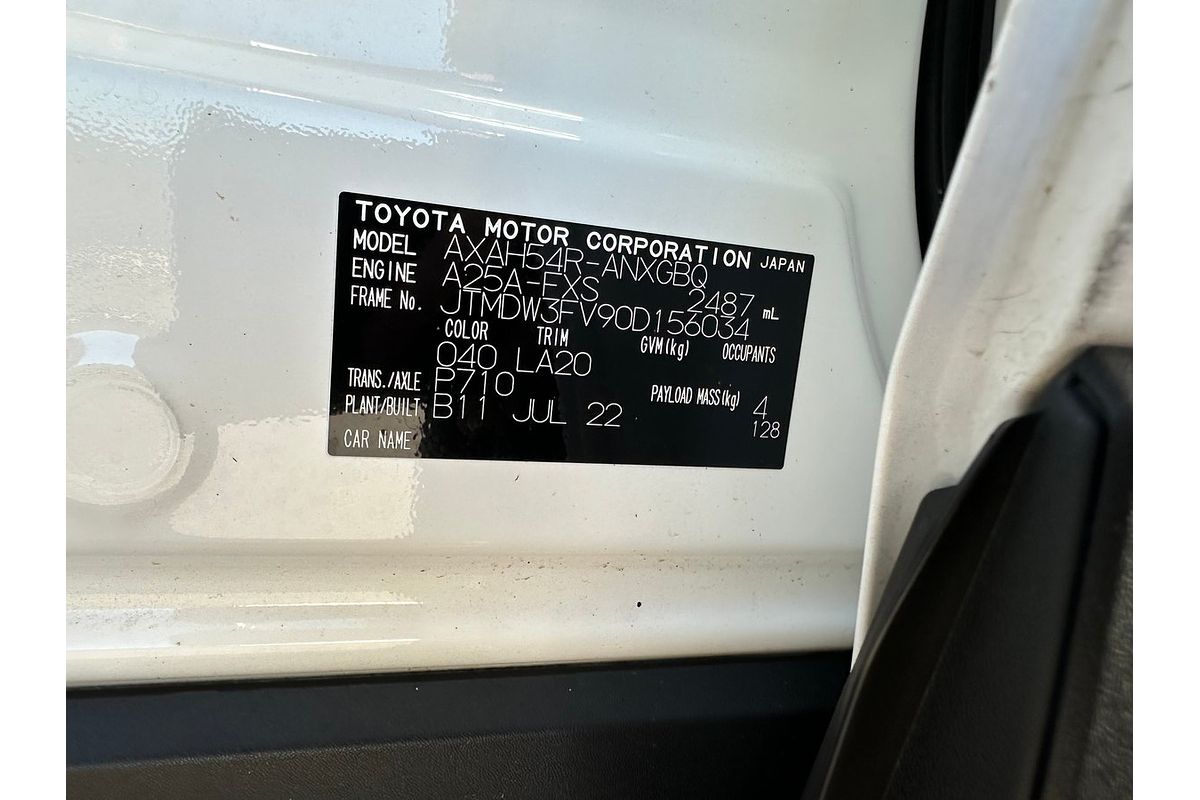 TOYOTA MOTOR CORPORATION JAPAN
MODEL AXAH54R-ANXGBQ
ENGINE A25A-FXS 2487 mL
FRAME No. JTMDW3FV90D156034
COLOR TRIM GVM(kg) OCCUPANTS
040 LA20
TRANS./AXLE P710 PAYLOAD MASS(kg) 4
PLANT/BUILT B11 JUL 22 128
CAR NAME